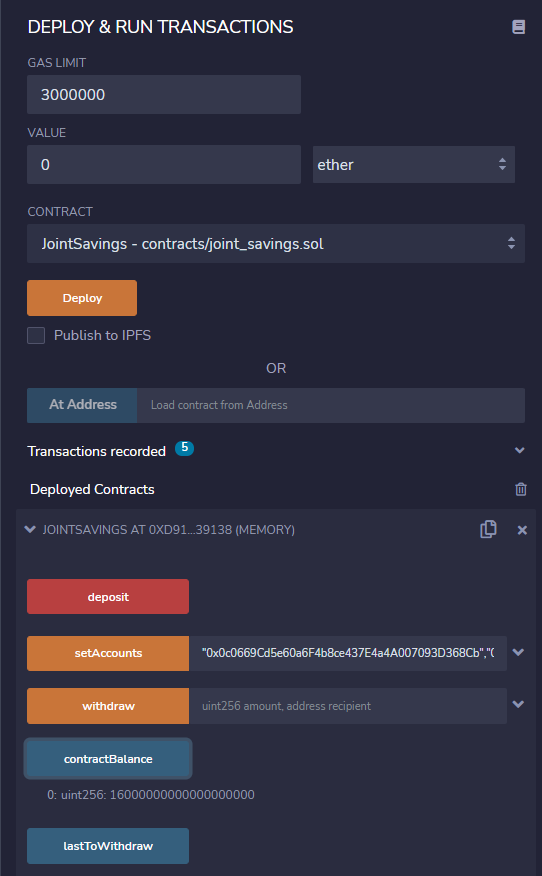 DEPLOY & RUN TRANSACTIONS
GAS LIMIT
3000000
VALUE
0
ether
CONTRACT
JointSavings - contracts/joint_savings.sol
Deploy
Publish to IPFS
OR
At Address
Load contract from Address
Transactions recorded 5
Deployed Contracts
JOINTSAVINGS AT 0XD91...39138 (MEMORY)
deposit
setAccounts
"0x0c0669Cd5e60a6F4b8ce437E4a4A007093D368Cb","0
withdraw
uint256 amount, address recipient
contractBalance
0: uint256: 16000000000000000000
lastToWithdraw